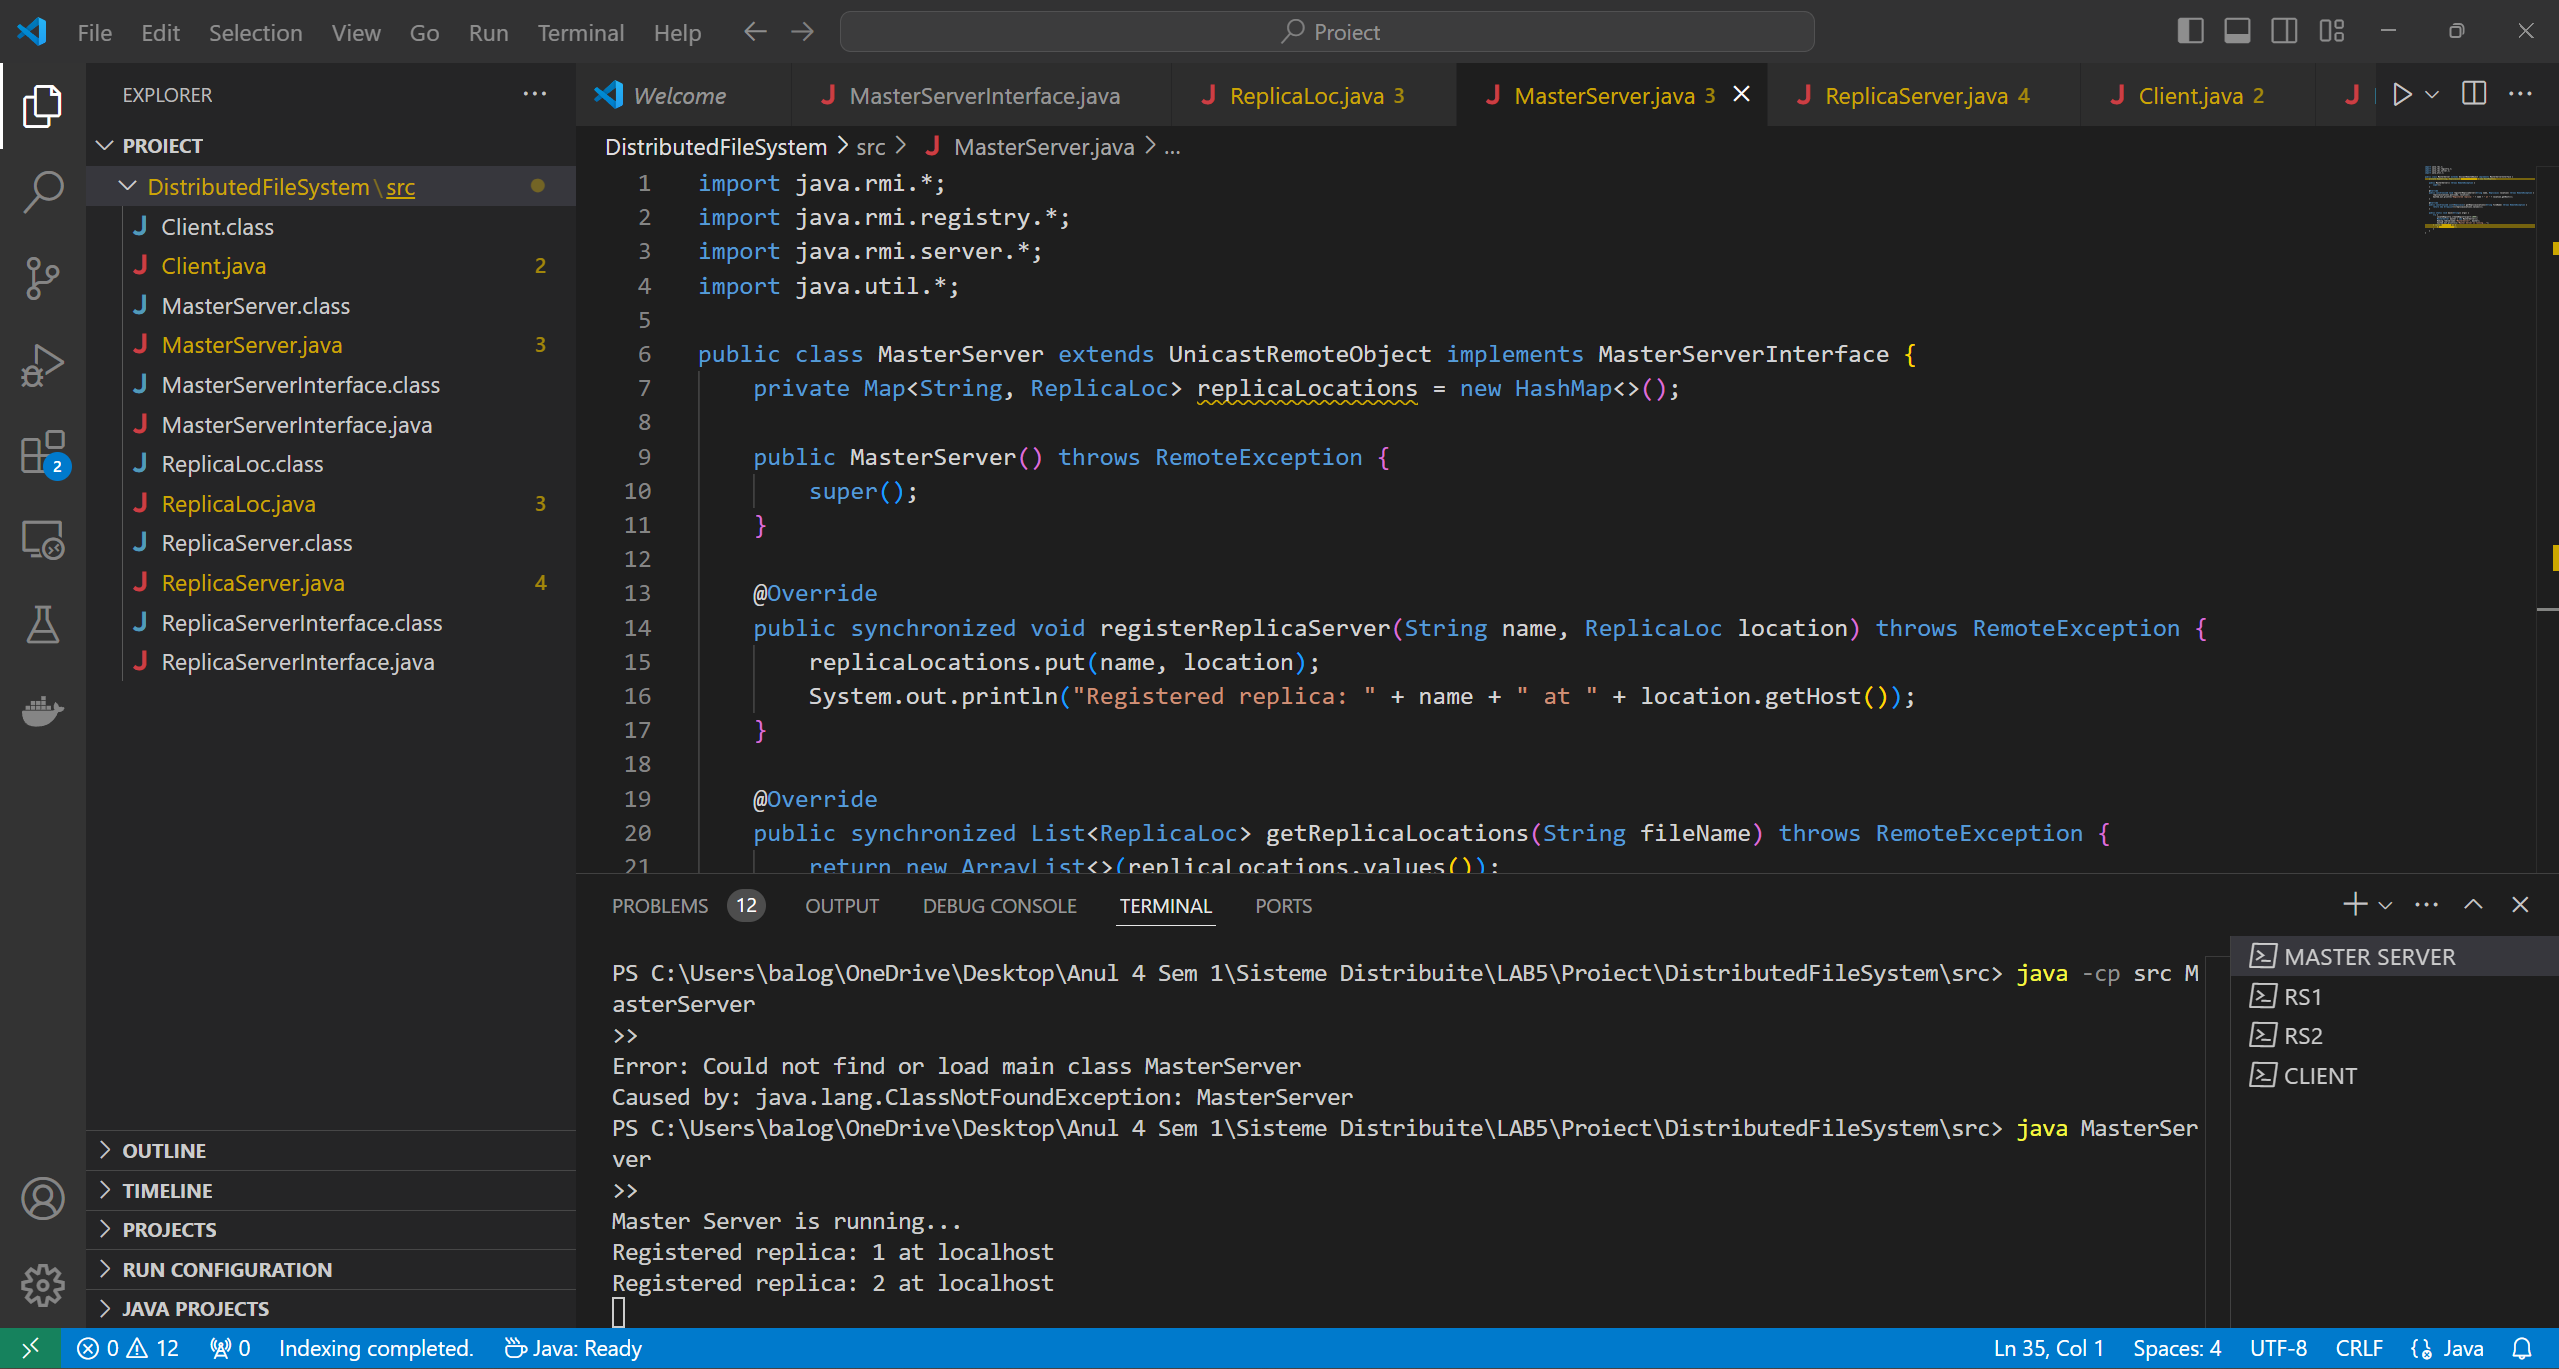 File Edit Selection View Go Run Terminal Help
Proiect
EXPLORER
PROIECT
DistributedFileSystem\src
Client.class
Client.java 2
MasterServer.class
MasterServer.java 3
MasterServerInterface.class
MasterServerInterface.java
ReplicaLoc.class
ReplicaLoc.java 3
ReplicaServer.class
ReplicaServer.java 4
ReplicaServerInterface.class
ReplicaServerInterface.java
2
OUTLINE
TIMELINE
PROJECTS
RUN CONFIGURATION
JAVA PROJECTS
Welcome MasterServerInterface.java ReplicaLoc.java 3 MasterServer.java 3 ReplicaServer.java 4 Client.java 2
DistributedFileSystem > src > MasterServer.java > ...
1 import java.rmi.*;
2 import java.rmi.registry.*;
3 import java.rmi.server.*;
4 import java.util.*;
5
6 public class MasterServer extends UnicastRemoteObject implements MasterServerInterface {
7 private Map<String, ReplicaLoc> replicaLocations = new HashMap<>();
8
9 public MasterServer() throws RemoteException {
10 super();
11 }
12
13 @Override
14 public synchronized void registerReplicaServer(String name, ReplicaLoc location) throws RemoteException {
15 replicaLocations.put(name, location);
16 System.out.println("Registered replica: " + name + " at " + location.getHost());
17 }
18
19 @Override
20 public synchronized List<ReplicaLoc> getReplicaLocations(String fileName) throws RemoteException {
21 return new ArrayList<>(replicaLocations.values());
PROBLEMS 12 OUTPUT DEBUG CONSOLE TERMINAL PORTS
PS C:\Users\balog\OneDrive\Desktop\Anul 4 Sem 1\Sisteme Distribuite\LAB5\Proiect\DistributedFileSystem\src> java -cp src M
asterServer
>>
Error: Could not find or load main class MasterServer
Caused by: java.lang.ClassNotFoundException: MasterServer
PS C:\Users\balog\OneDrive\Desktop\Anul 4 Sem 1\Sisteme Distribuite\LAB5\Proiect\DistributedFileSystem\src> java MasterSer
ver
>>
Master Server is running...
Registered replica: 1 at localhost
Registered replica: 2 at localhost
MASTER SERVER
RS1
RS2
CLIENT
0 12 0 Indexing completed. Java: Ready Ln 35, Col 1 Spaces: 4 UTF-8 CRLF Java